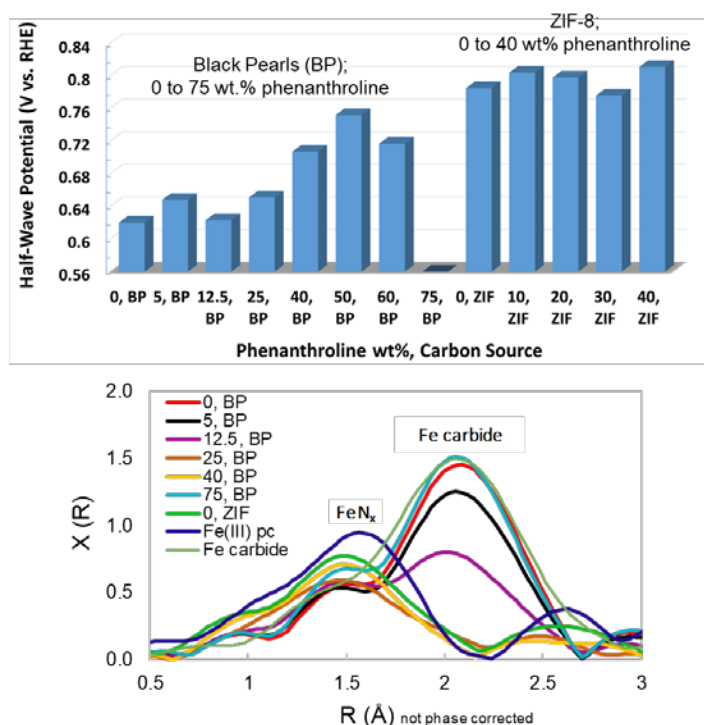 ZIF-8;
0 to 40 wt% phenanthroline
Black Pearls (BP);
0 to 75 wt.% phenanthroline
Half-Wave Potential (V vs. RHE)
0.84
0.8
0.76
0.72
0.68
0.64
0.6
0.56
0, BP 5, BP 12.5, BP 25, BP 40, BP 50, BP 60, BP 75, BP 0, ZIF 10, ZIF 20, ZIF 30, ZIF 40, ZIF
Phenanthroline wt%, Carbon Source
X (R)
2.0
1.5
1.0
0.5
0.0
0, BP
5, BP
12.5, BP
25, BP
40, BP
75, BP
0, ZIF
Fe(III) pc
Fe carbide
Fe carbide
FeNx
0.5 1 1.5 2 2.5 3
R (Å) not phase corrected